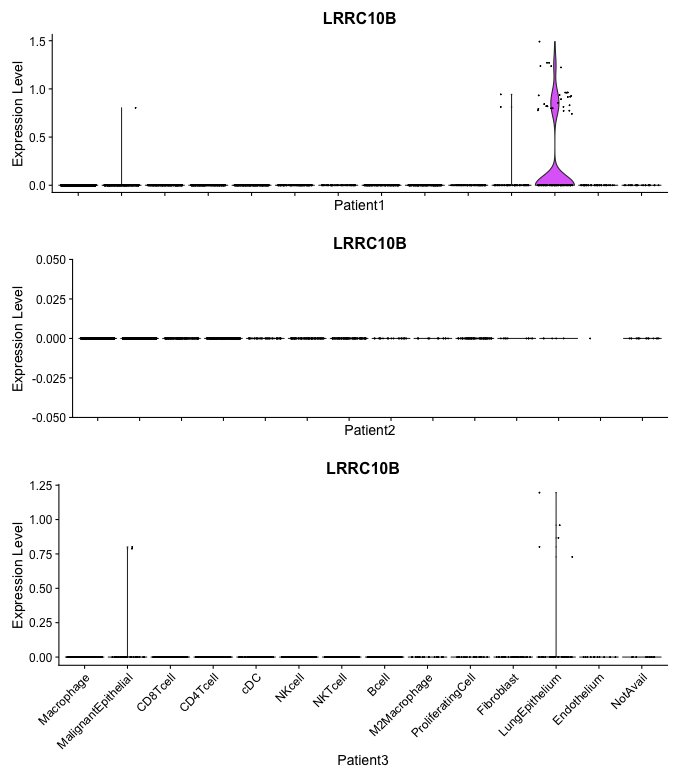 LRRC10B
Expression Level
1.5
1.0
0.5
0.0
Patient1
LRRC10B
Expression Level
0.050
0.025
0.000
-0.025
-0.050
Patient2
LRRC10B
Expression Level
1.25
1.00
0.75
0.50
0.25
0.00
Macrophage
MalignantEpithelial
CD8Tcell
CD4Tcell
cDC
NKcell
NKTcell
Bcell
M2Macrophage
ProliferatingCell
Fibroblast
LungEpithelium
Endothelium
NotAvail
Patient3